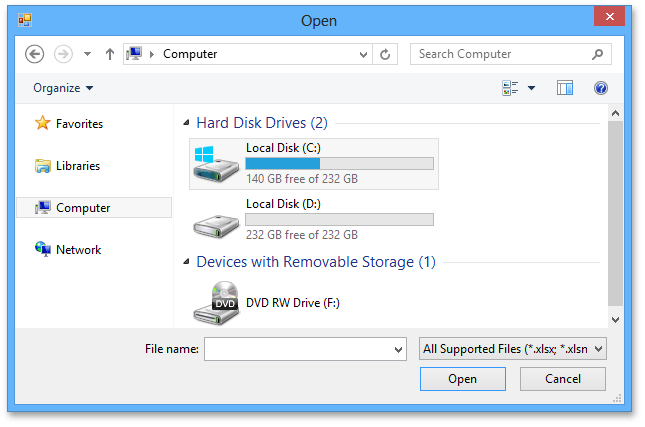 Open
Computer
Search Computer
Organize
Favorites
Libraries
Computer
Network
Hard Disk Drives (2)
Local Disk (C:)
140 GB free of 232 GB
Local Disk (D:)
232 GB free of 232 GB
Devices with Removable Storage (1)
DVD
DVD RW Drive (F:)
File name:
All Supported Files (*.xlsx; *.xlsn
Open
Cancel